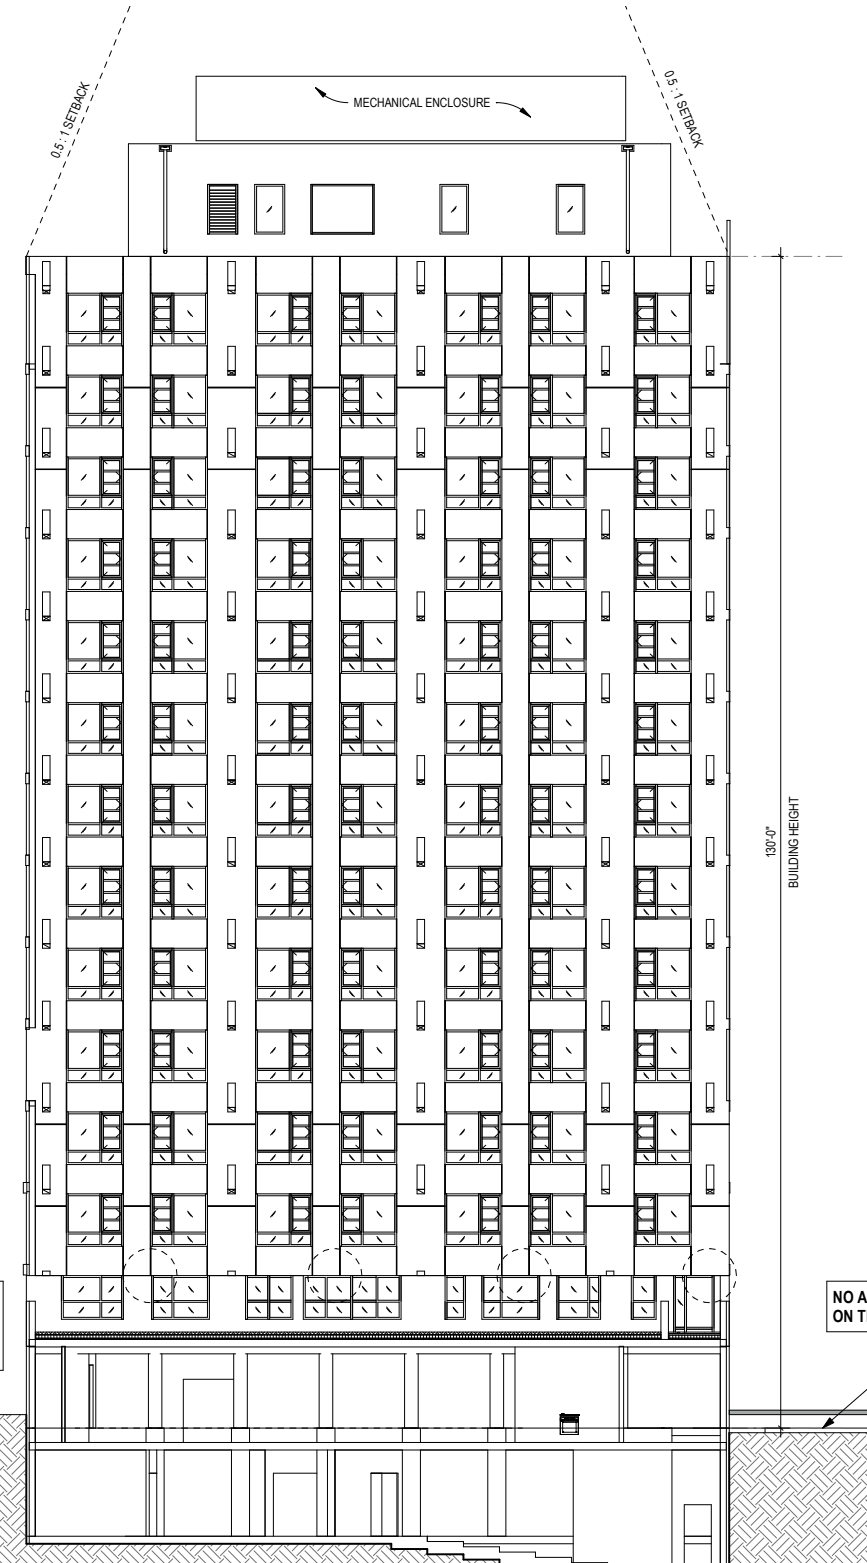 MECHANICAL ENCLOSURE
0.5 : 1 SETBACK
0.5 : 1 SETBACK
130'-0"
BUILDING HEIGHT
NO A
ON T